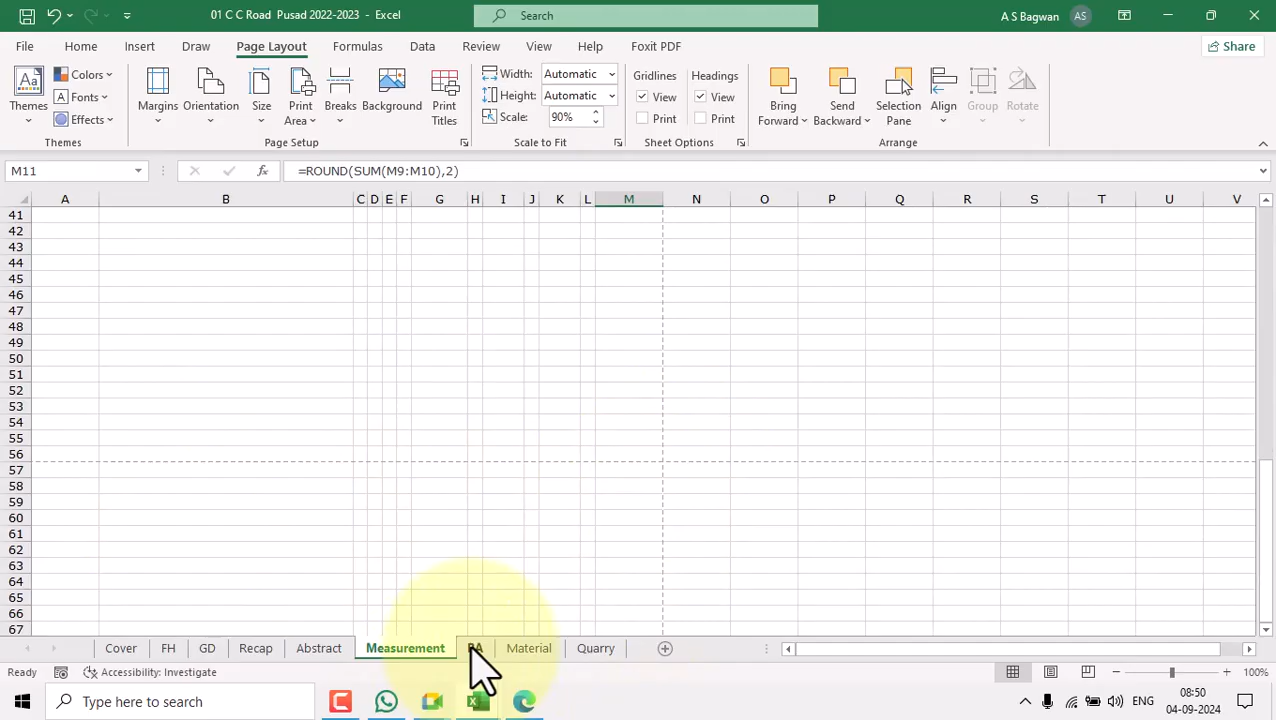 01 C C Road Pusad 2022-2023 - Excel
Search
A S Bagwan AS
File Home Insert Draw Page Layout Formulas Data Review View Help Foxit PDF Share
Themes Colors Fonts Effects
Margins Orientation Size Print Area Breaks Background Print Titles
Width: Automatic
Height: Automatic
Scale: 90%
Gridlines Headings
View View
Print Print
Bring Forward Send Backward Selection Pane Align Group Rotate
Themes Page Setup Scale to Fit Sheet Options Arrange
M11 fx =ROUND(SUM(M9:M10),2)
A B C D E F G H I J K L M N O P Q R S T U V
41
42
43
44
45
46
47
48
49
50
51
52
53
54
55
56
57
58
59
60
61
62
63
64
65
66
67
Cover FH GD Recap Abstract Measurement Material Quarry
Ready Accessibility: Investigate 100%
Type here to search
ENG 08:50
04-09-2024